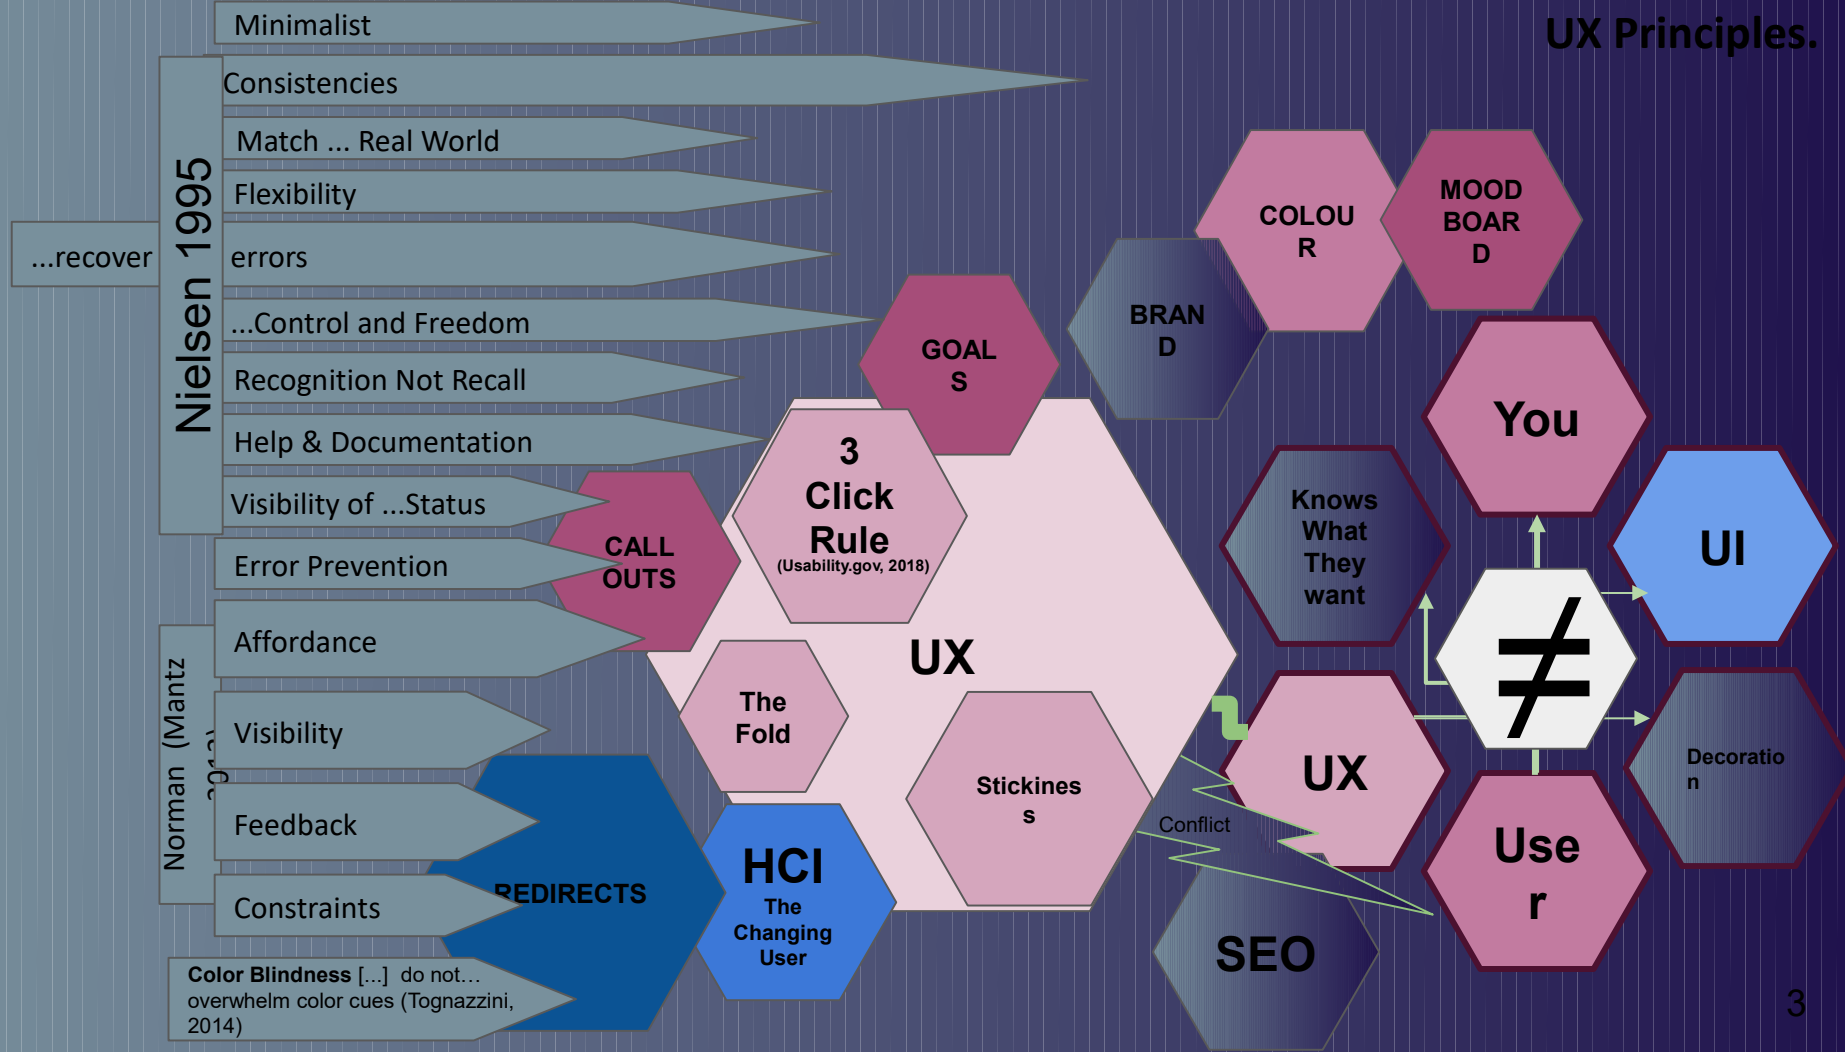 UX Principles.
Minimalist
Consistencies
Match ... Real World
Flexibility
...recover
errors
...Control and Freedom
Recognition Not Recall
Help & Documentation
Visibility of ...Status
Error Prevention
Nielsen 1995
Affordance
Visibility
Feedback
Constraints
Norman (Mantz
Color Blindness [...] do not...
overwhelm color cues (Tognazzini,
2014)
CALL
OUTS
REDIRECTS
GOAL
S
3
Click
Rule
(Usability.gov, 2018)
UX
The
Fold
Stickines
s
HCI
The
Changing
User
BRAN
D
COLOU
R
MOOD
BOAR
D
You
Knows
What
They
want
UI
≠
UX
Decoratio
n
Use
r
Conflict
SEO
3